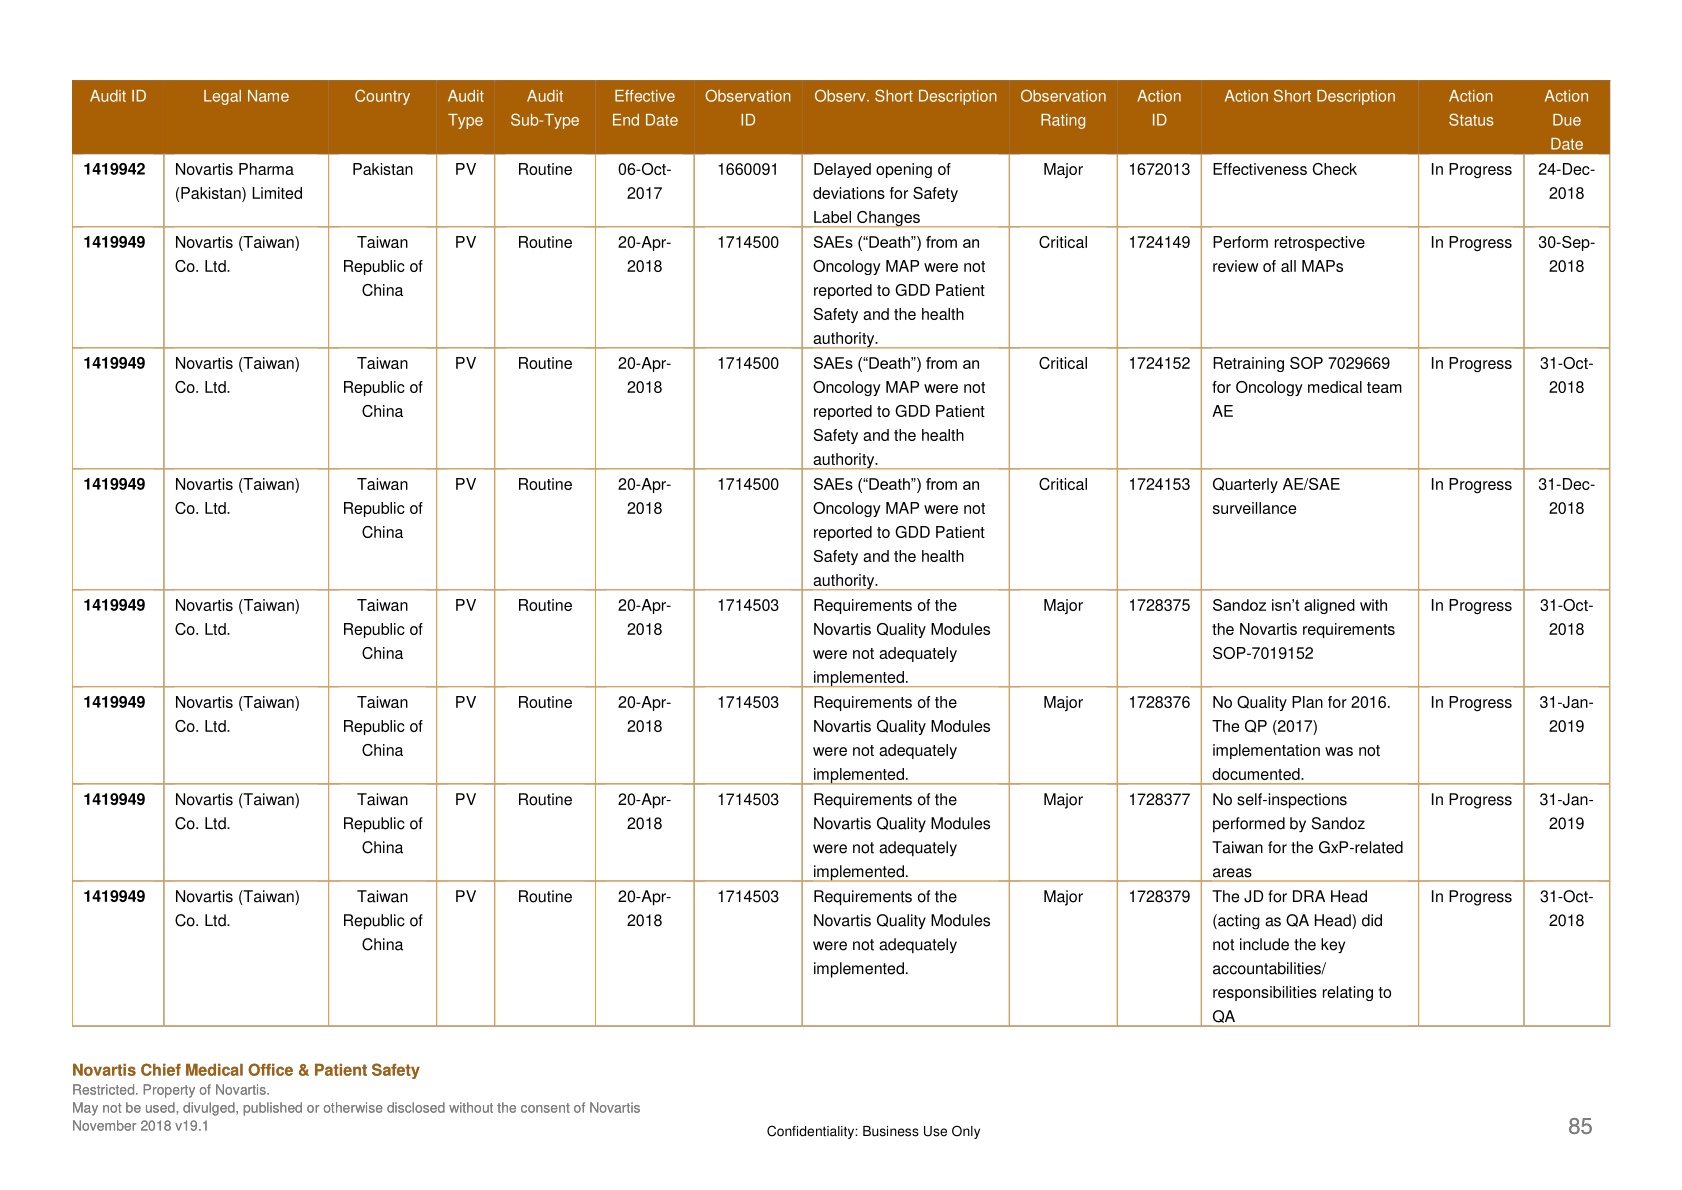 Audit ID Legal Name Country Audit Type Audit Sub-Type Effective End Date Observation ID Observ. Short Description Observation Rating Action ID Action Short Description Action Status Action Due Date
1419942 Novartis Pharma (Pakistan) Limited Pakistan PV Routine 06-Oct-2017 1660091 Delayed opening of deviations for Safety Label Changes Major 1672013 Effectiveness Check In Progress 24-Dec-2018
1419949 Novartis (Taiwan) Co. Ltd. Taiwan Republic of China PV Routine 20-Apr-2018 1714500 SAEs (“Death”) from an Oncology MAP were not reported to GDD Patient Safety and the health authority. Critical 1724149 Perform retrospective review of all MAPs In Progress 30-Sep-2018
1419949 Novartis (Taiwan) Co. Ltd. Taiwan Republic of China PV Routine 20-Apr-2018 1714500 SAEs (“Death”) from an Oncology MAP were not reported to GDD Patient Safety and the health authority. Critical 1724152 Retraining SOP 7029669 for Oncology medical team AE In Progress 31-Oct-2018
1419949 Novartis (Taiwan) Co. Ltd. Taiwan Republic of China PV Routine 20-Apr-2018 1714500 SAEs (“Death”) from an Oncology MAP were not reported to GDD Patient Safety and the health authority. Critical 1724153 Quarterly AE/SAE surveillance In Progress 31-Dec-2018
1419949 Novartis (Taiwan) Co. Ltd. Taiwan Republic of China PV Routine 20-Apr-2018 1714503 Requirements of the Novartis Quality Modules were not adequately implemented. Major 1728375 Sandoz isn’t aligned with the Novartis requirements SOP-7019152 In Progress 31-Oct-2018
1419949 Novartis (Taiwan) Co. Ltd. Taiwan Republic of China PV Routine 20-Apr-2018 1714503 Requirements of the Novartis Quality Modules were not adequately implemented. Major 1728376 No Quality Plan for 2016. The QP (2017) implementation was not documented. In Progress 31-Jan-2019
1419949 Novartis (Taiwan) Co. Ltd. Taiwan Republic of China PV Routine 20-Apr-2018 1714503 Requirements of the Novartis Quality Modules were not adequately implemented. Major 1728377 No self-inspections performed by Sandoz Taiwan for the GxP-related areas In Progress 31-Jan-2019
1419949 Novartis (Taiwan) Co. Ltd. Taiwan Republic of China PV Routine 20-Apr-2018 1714503 Requirements of the Novartis Quality Modules were not adequately implemented. Major 1728379 The JD for DRA Head (acting as QA Head) did not include the key accountabilities/ responsibilities relating to QA In Progress 31-Oct-2018
Novartis Chief Medical Office & Patient Safety
Restricted. Property of Novartis.
May not be used, divulged, published or otherwise disclosed without the consent of Novartis
November 2018 v19.1
Confidentiality: Business Use Only
85